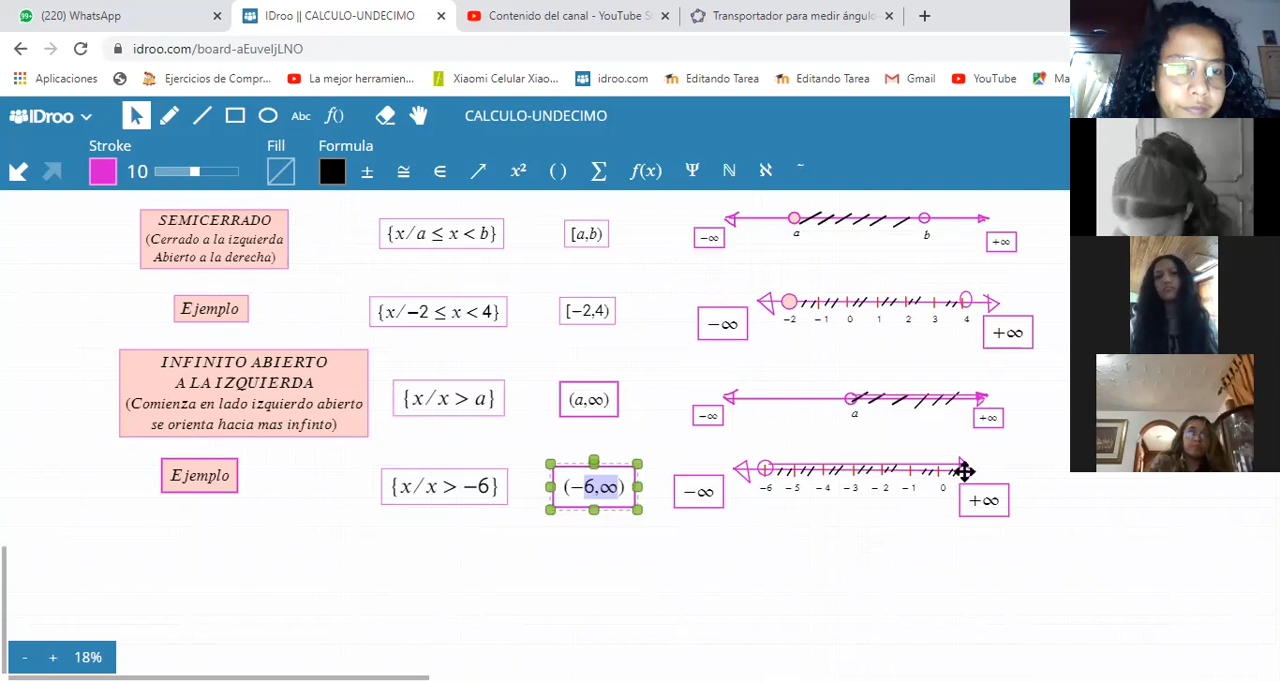 (220) WhatsApp
IDroo || CALCULO-UNDECIMO
Contenido del canal - YouTube S
Transportador para medir ángulo
idroo.com/board-aEuveljLNO
Aplicaciones
Ejercicios de Compr...
La mejor herramien...
Xiaomi Celular Xiao...
idroo.com
Editando Tarea
Editando Tarea
Gmail
YouTube
Ma
IDroo
Abc
f()
CALCULO-UNDECIMO
Stroke
Fill
Formula
10
± ≅ ∈ x² ( ) ∑ f(x) Ψ ℕ ℵ ~
SEMICERRADO
(Cerrado a la izquierda
Abierto a la derecha)
{x/a ≤ x < b}
[a,b)
−∞
a
b
+∞
Ejemplo
{x/−2 ≤ x < 4}
[−2,4)
−∞
−2 −1 0 1 2 3 4
+∞
INFINITO ABIERTO
A LA IZQUIERDA
(Comienza en lado izquierdo abierto
se orienta hacia mas infinto)
{x/x > a}
(a,∞)
−∞
a
+∞
Ejemplo
{x/x > −6}
(−6,∞)
−∞
−6 −5 −4 −3 −2 −1 0
+∞
- + 18%